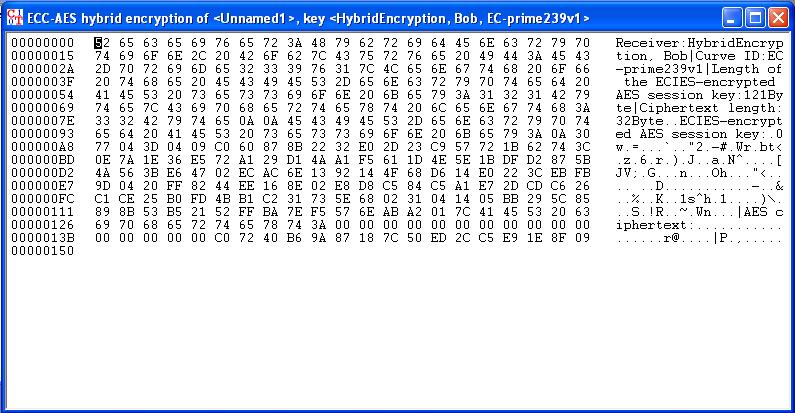 ECC-AES hybrid encryption of <Unnamed1>, key <HybridEncryption, Bob, EC-prime239v1>
00000000 52 65 63 65 69 76 65 72 3A 48 79 62 72 69 64 45 6E 63 72 79 70 Receiver:HybridEncryp
00000015 74 69 6F 6E 2C 20 42 6F 62 7C 43 75 72 76 65 20 49 44 3A 45 43 tion, Bob|Curve ID:EC
0000002A 2D 70 72 69 6D 65 32 33 39 76 31 7C 4C 65 6E 67 74 68 20 6F 66 -prime239v1|Length of
0000003F 20 74 68 65 20 45 43 49 45 53 2D 65 6E 63 72 79 70 74 65 64 20 the ECIES-encrypted
00000054 41 45 53 20 73 65 73 73 69 6F 6E 20 6B 65 79 3A 31 32 31 42 79 AES session key:121By
00000069 74 65 7C 43 69 70 68 65 72 74 65 78 74 20 6C 65 6E 67 74 68 3A te|Ciphertext length:
0000007E 33 32 42 79 74 65 0A 0A 45 43 49 45 53 2D 65 6E 63 72 79 70 74 32Byte..ECIES-encrypt
00000093 65 64 20 41 45 53 20 73 65 73 73 69 6F 6E 20 6B 65 79 3A 0A 30 ed AES session key:.0
000000A8 77 04 3D 04 09 C0 60 87 8B 22 32 E0 2D 23 C9 57 72 1B 62 74 3C w.=...`.."2.-#.Wr.bt<
000000BD 0E 7A 1E 36 E5 72 A1 29 D1 4A A1 F5 61 1D 4E 5E 1B DF D2 87 5B .z.6.r.).J..a.N^....[
000000D2 4A 56 3B E6 47 02 EC AC 6E 13 92 14 4F 68 D6 14 E0 22 3C EB FB JV;.G...n...Oh..."<..
000000E7 9D 04 20 FF 82 44 EE 16 8E 02 E8 D8 C5 84 C5 A1 E7 2D CD C6 26 .. ..D...........-..&
000000FC C1 CE 25 B0 FD 4B B1 C2 31 73 5E 68 02 31 04 14 05 BB 29 5C 85 ..%..K..1s^h.1....)\.
00000111 89 8B 53 B5 21 52 FF BA 7E F5 57 6E AB A2 01 7C 41 45 53 20 63 ..S.!R..~.Wn...|AES c
00000126 69 70 68 65 72 74 65 78 74 3A 00 00 00 00 00 00 00 00 00 00 00 iphertext:...........
0000013B 00 00 00 00 00 C0 72 40 B6 9A 87 18 7C 50 ED 2C C5 E9 1E 8F 09 ......r@....|P.,.....
00000150